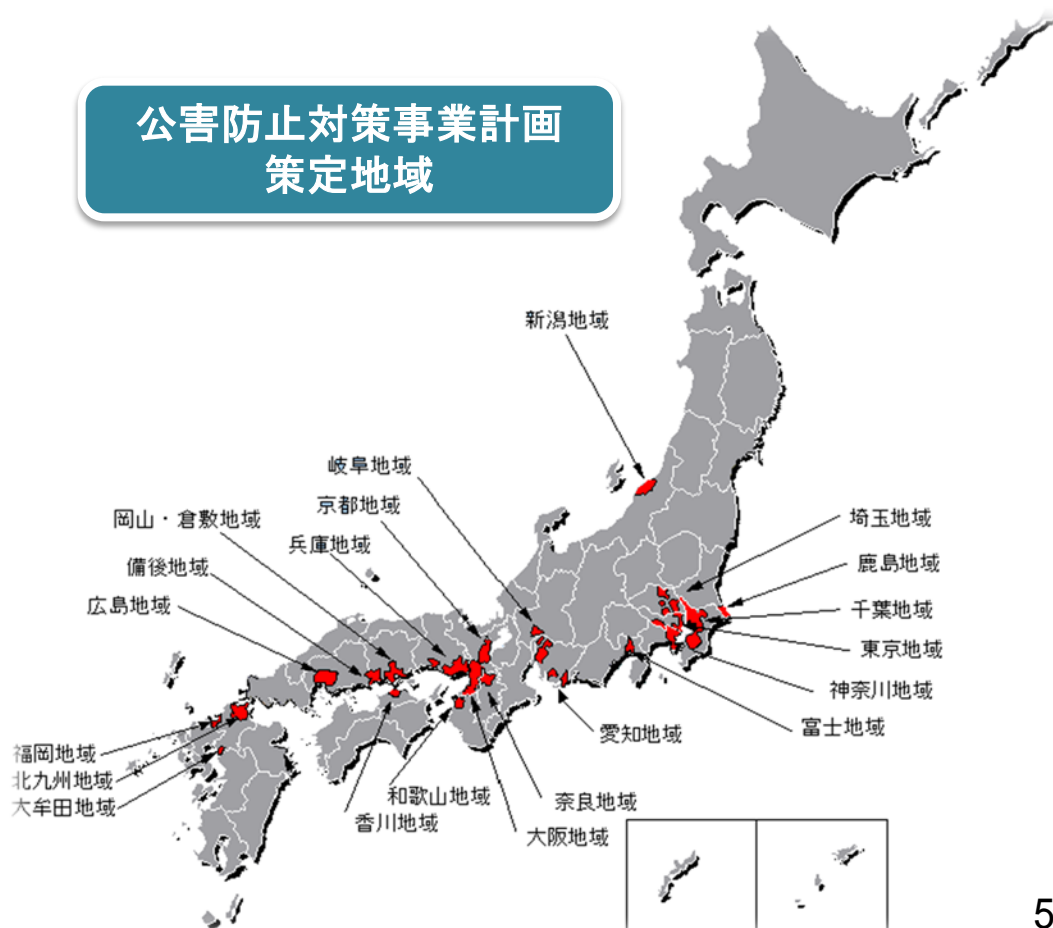 公害防止対策事業計画
策定地域
新潟地域
岐阜地域
京都地域
岡山・倉敷地域
兵庫地域
備後地域
広島地域
埼玉地域
鹿島地域
千葉地域
東京地域
神奈川地域
富士地域
愛知地域
福岡地域
北九州地域
大牟田地域
和歌山地域
香川地域
奈良地域
大阪地域
5